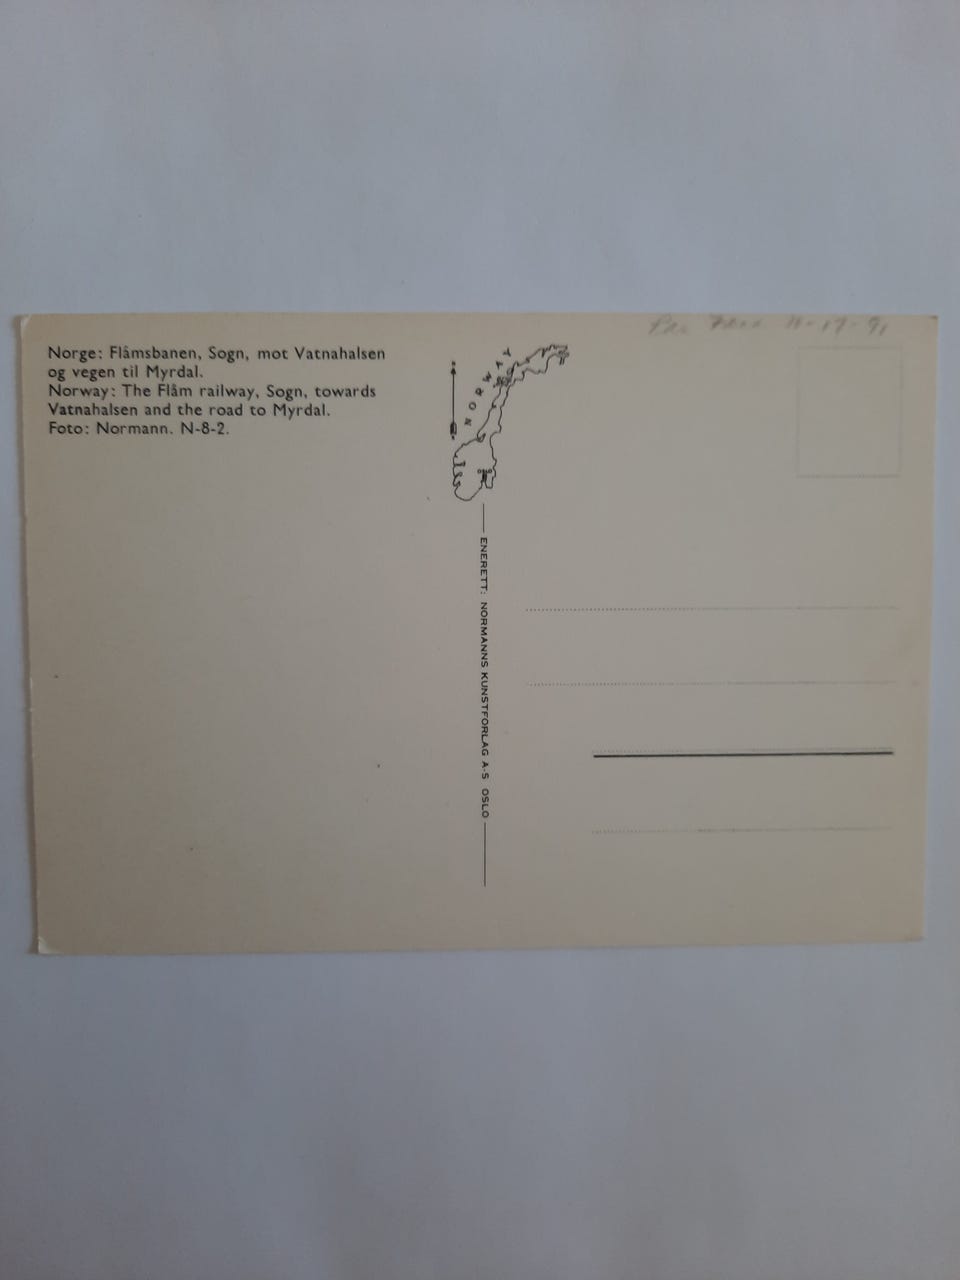 Norge: Flåmsbanen, Sogn, mot Vatnahalsen
og vegen til Myrdal.
Norway: The Flåm railway, Sogn, towards
Vatnahalsen and the road to Myrdal.
Foto: Normann. N-8-2.
NORWAY
ENERETT: NORMANNS KUNSTFORLAG A-S OSLO